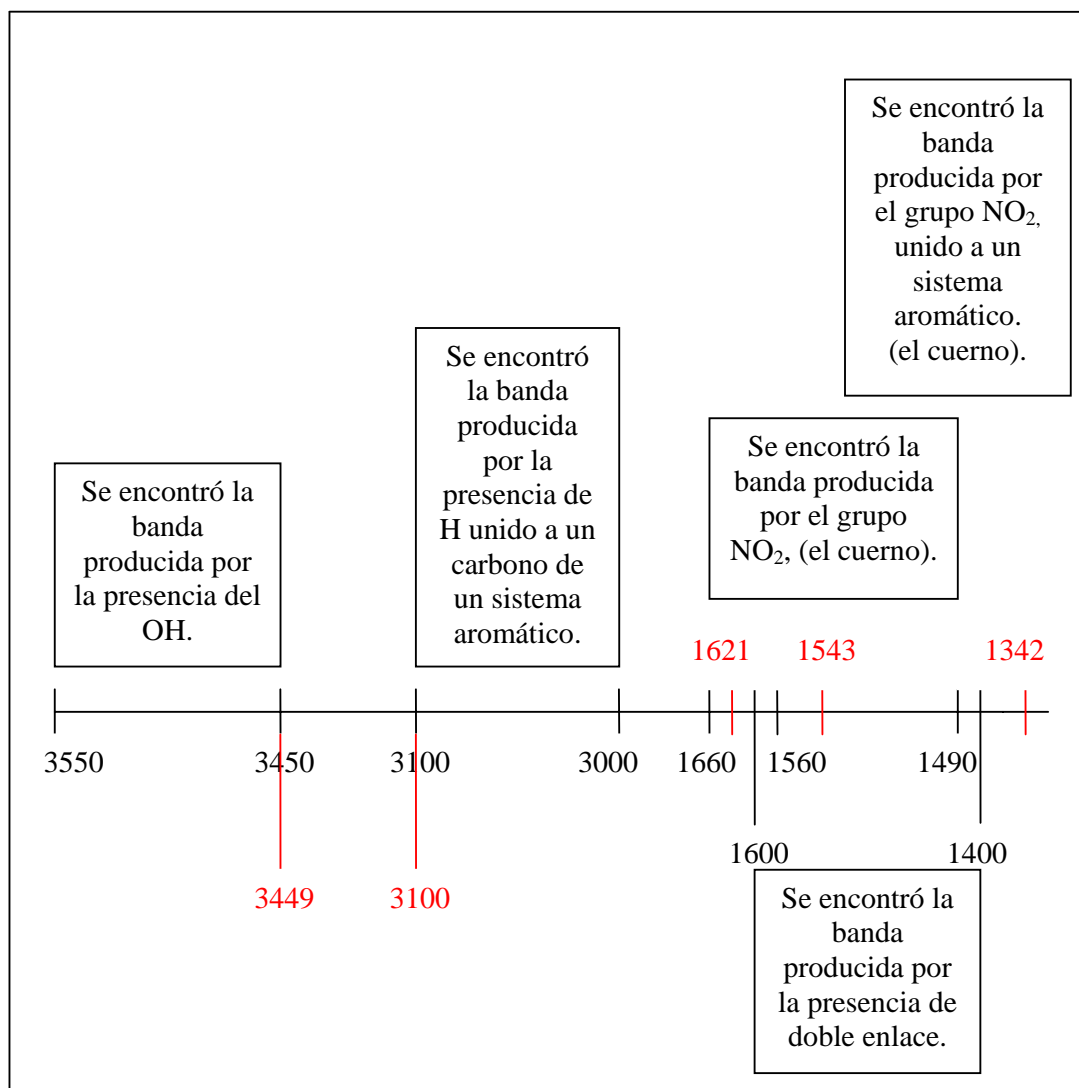 Se encontró la
banda
producida por
el grupo NO₂,
unido a un
sistema
aromático.
(el cuerno).
Se encontró
la banda
producida
por la
presencia de
H unido a un
carbono de
un sistema
aromático.
Se encontró la
banda producida
por el grupo
NO₂, (el cuerno).
Se encontró la
banda
producida por
la presencia del
OH.
1621 1543 1342
3550 3450 3100 3000 1660 1560 1490
1600 1400
3449 3100
Se encontró la
banda
producida por
la presencia de
doble enlace.